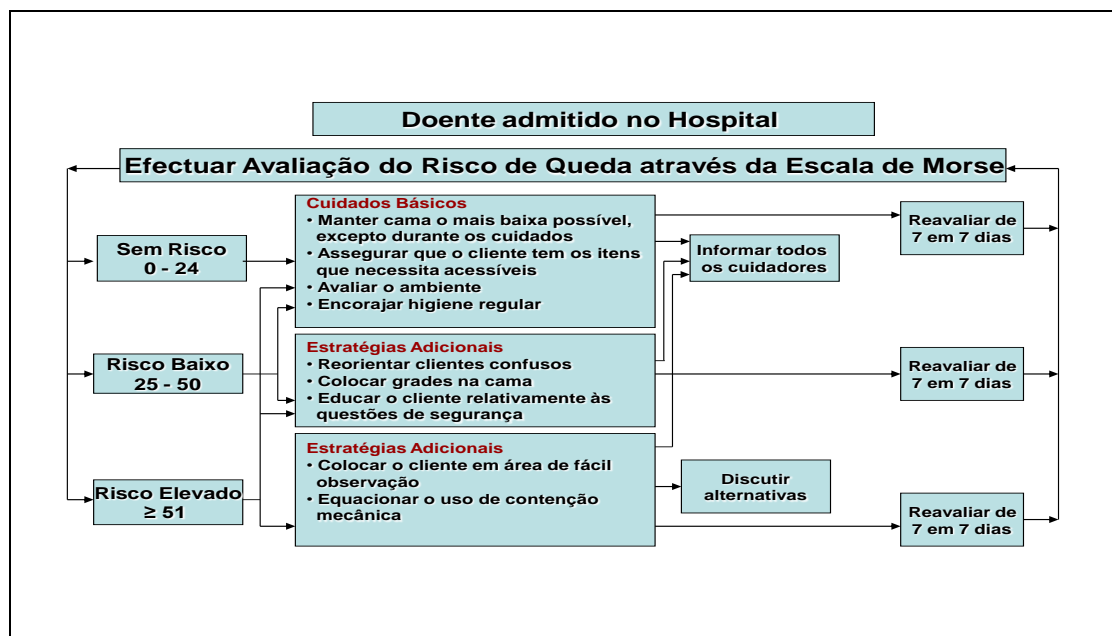 Doente admitido no Hospital
Efectuar Avaliação do Risco de Queda através da Escala de Morse
Sem Risco
0 - 24
Cuidados Básicos
• Manter cama o mais baixa possível,
excepto durante os cuidados
• Assegurar que o cliente tem os itens
que necessita acessíveis
• Avaliar o ambiente
• Encorajar higiene regular
Informar todos
os cuidadores
Reavaliar de
7 em 7 dias
Risco Baixo
25 - 50
Estratégias Adicionais
• Reorientar clientes confusos
• Colocar grades na cama
• Educar o cliente relativamente às
questões de segurança
Reavaliar de
7 em 7 dias
Risco Elevado
≥ 51
Estratégias Adicionais
• Colocar o cliente em área de fácil
observação
• Equacionar o uso de contenção
mecânica
Discutir
alternativas
Reavaliar de
7 em 7 dias